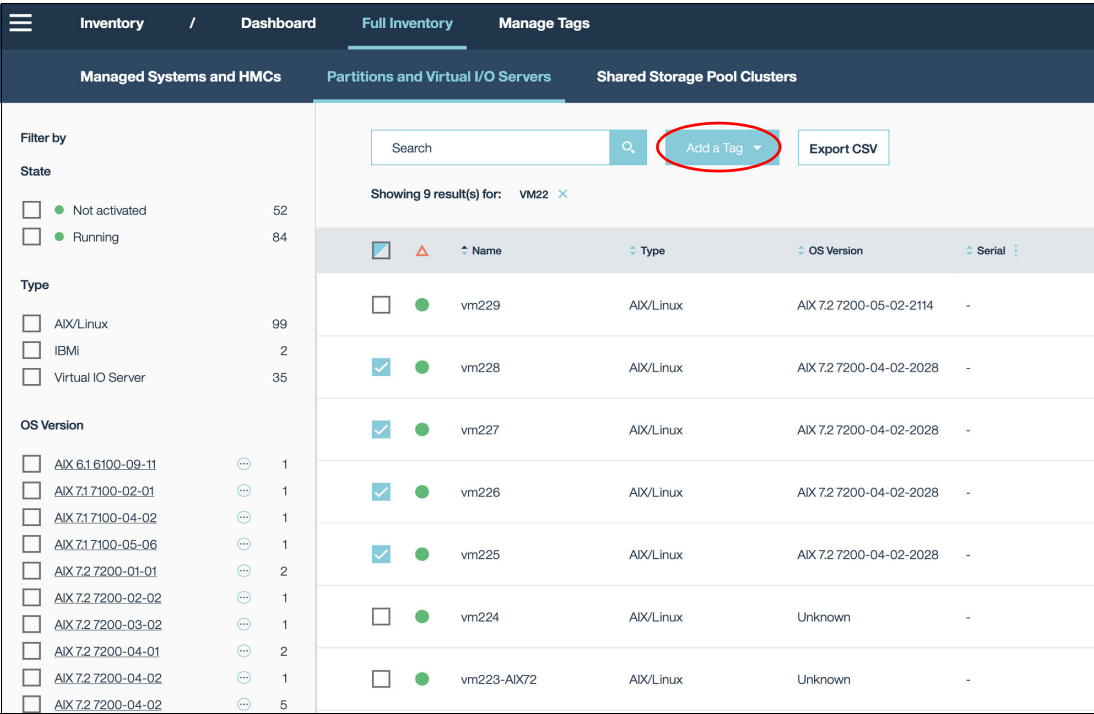 Inventory / Dashboard Full Inventory Manage Tags
Managed Systems and HMCs Partitions and Virtual I/O Servers Shared Storage Pool Clusters
Filter by
State
Not activated 52
Running 84
Type
AIX/Linux 99
IBMi 2
Virtual IO Server 35
OS Version
AIX 6.1 6100-09-11 1
AIX 7.1 7100-02-01 1
AIX 7.1 7100-04-02 1
AIX 7.1 7100-05-06 1
AIX 7.2 7200-01-01 2
AIX 7.2 7200-02-02 1
AIX 7.2 7200-03-02 1
AIX 7.2 7200-04-01 2
AIX 7.2 7200-04-02 1
AIX 7.2 7200-04-02 5
Search Add a Tag Export CSV
Showing 9 result(s) for: VM22 ×
Name Type OS Version Serial
vm229 AIX/Linux AIX 7.2 7200-05-02-2114 -
vm228 AIX/Linux AIX 7.2 7200-04-02-2028 -
vm227 AIX/Linux AIX 7.2 7200-04-02-2028 -
vm226 AIX/Linux AIX 7.2 7200-04-02-2028 -
vm225 AIX/Linux AIX 7.2 7200-04-02-2028 -
vm224 AIX/Linux Unknown -
vm223-AIX72 AIX/Linux Unknown -